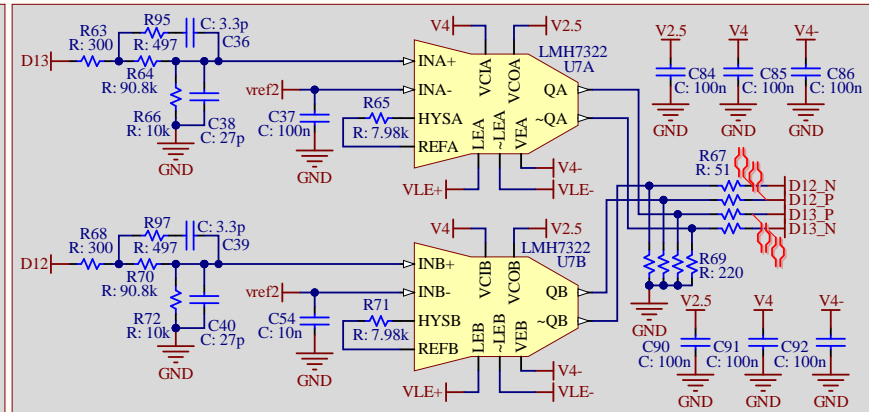 R95
C: 3.3p
R63
R: 300
R: 497
C36
D13
R64
R: 90.8k
R66
R: 10k
C38
C: 27p
GND
V4
V2.5
LMH7322
U7A
vref2
C37
C: 100n
GND
R65
R: 7.98k
INA+
INA-
HYSA
REFA
VCIA
VCOA
QA
~QA
LEA
~LEA
VEA
V4-
VLE+
VLE-
V2.5
V4
V4-
C84
C: 100n
C85
C: 100n
C86
C: 100n
GND
GND
GND
R67
R: 51
D12_N
D12_P
D13_P
D13_N
R69
R: 220
GND
R97
C: 3.3p
R68
R: 300
R: 497
C39
D12
R70
R: 90.8k
R72
R: 10k
C40
C: 27p
GND
V4
V2.5
LMH7322
U7B
vref2
C54
C: 10n
GND
R71
R: 7.98k
INB+
INB-
HYSB
REFB
VCIB
VCOB
QB
~QB
LEB
~LEB
VEB
V4-
VLE+
VLE-
V2.5
V4
V4-
C90
C: 100n
C91
C: 100n
C92
C: 100n
GND
GND
GND